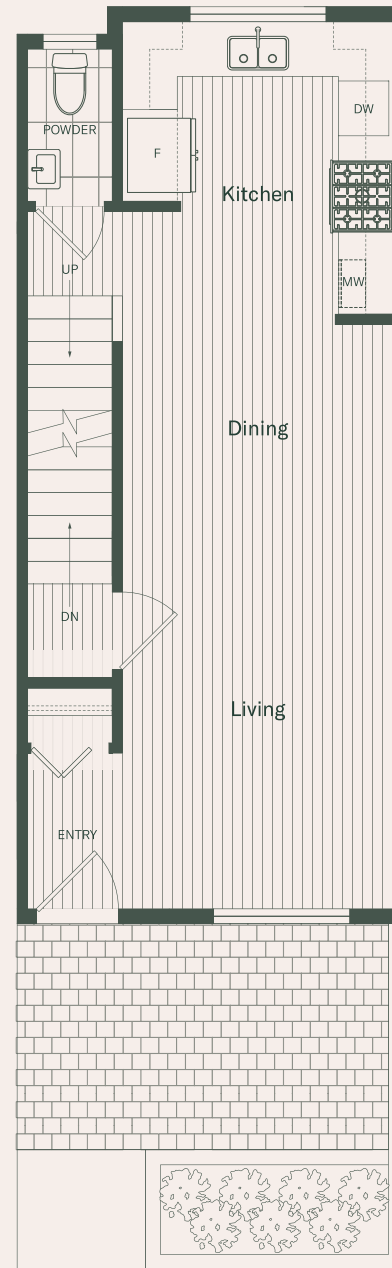 DW
POWDER
F
Kitchen
UP
MW
Dining
DN
Living
ENTRY